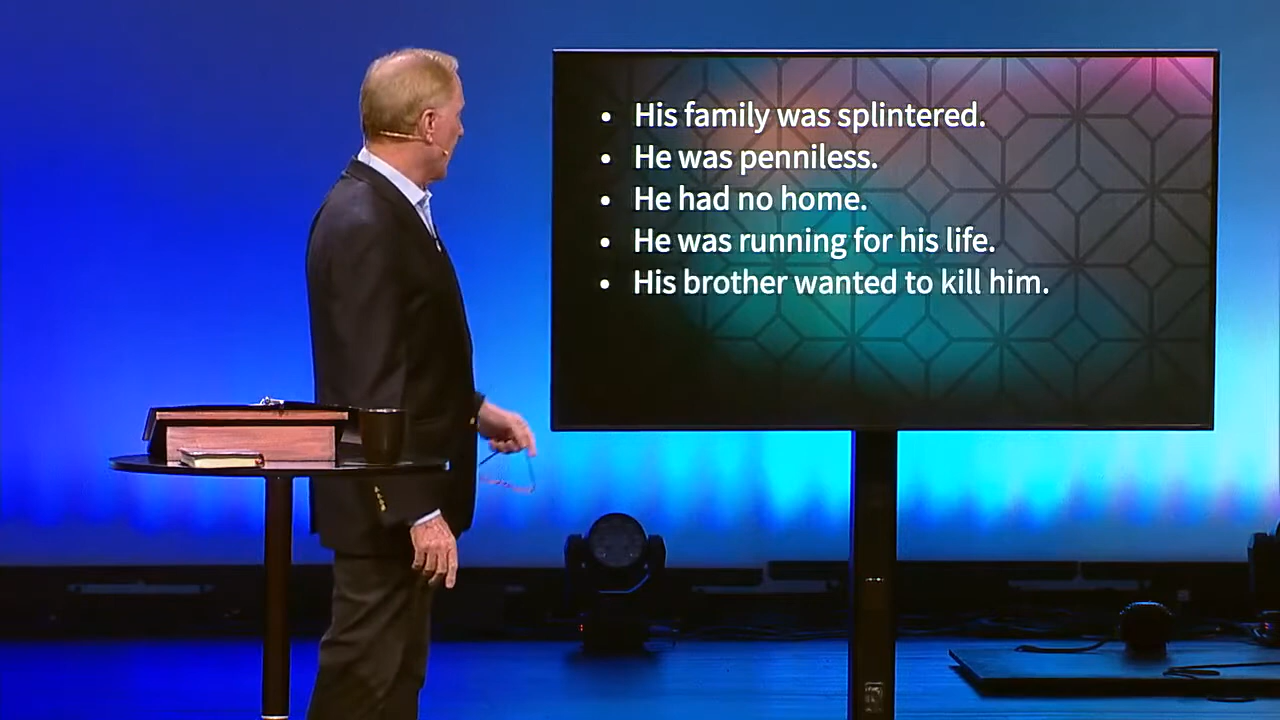 • His family was splintered.
• He was penniless.
• He had no home.
• He was running for his life.
• His brother wanted to kill him.